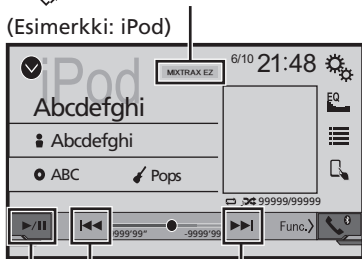 (Esimerkki: iPod)
iPod
MIXTRAX EZ
6/10 21:48
Abcdefghi
EQ
Abcdefghi
ABC
Pops
99999/99999
9999'99"
-9999'99
Func.